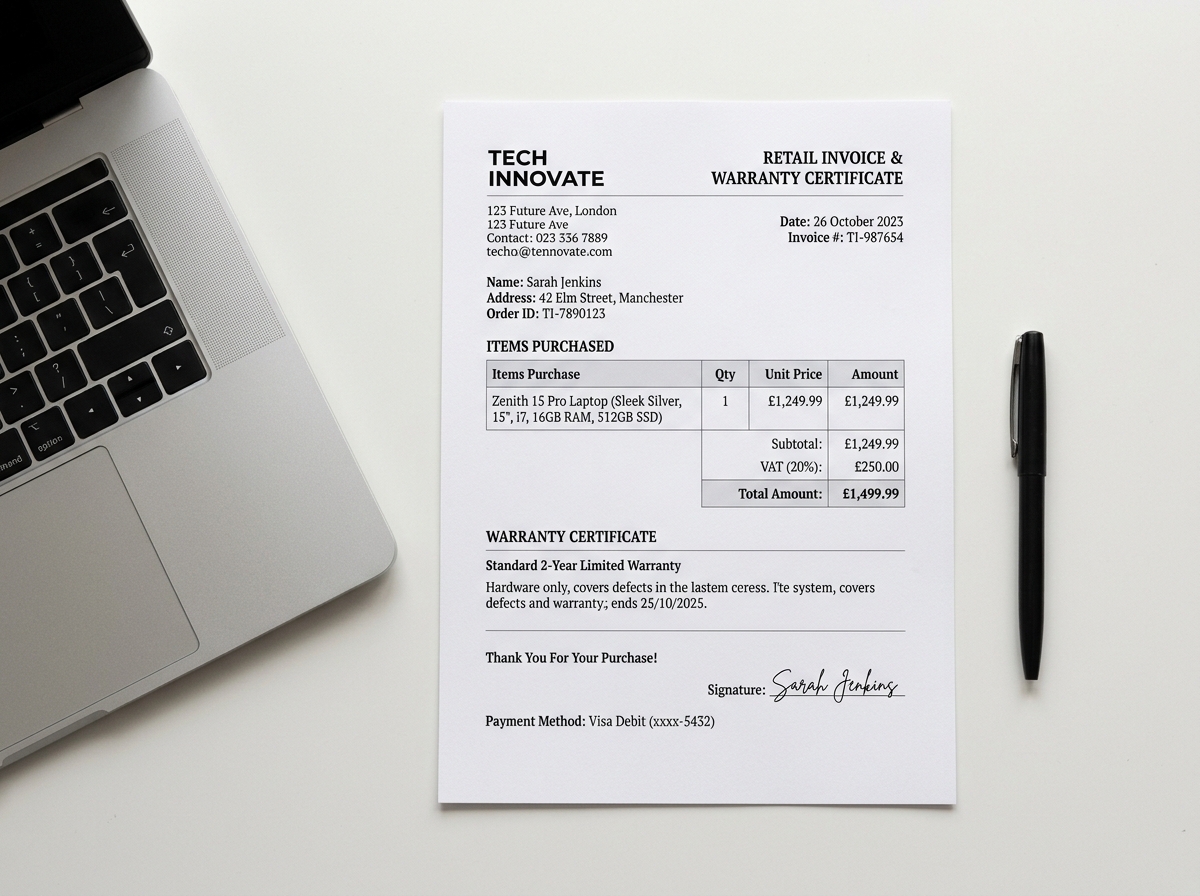 TECH
INNOVATE
RETAIL INVOICE &
WARRANTY CERTIFICATE
123 Future Ave, London
123 Future Ave
Contact: 023 336 7889
techo@tennovate.com
Date: 26 October 2023
Invoice #: TI-987654
Name: Sarah Jenkins
Address: 42 Elm Street, Manchester
Order ID: TI-7890123
ITEMS PURCHASED
Items Purchase Qty Unit Price Amount
Zenith 15 Pro Laptop (Sleek Silver, 1 £1,249.99 £1,249.99
15", i7, 16GB RAM, 512GB SSD)
Subtotal: £1,249.99
VAT (20%): £250.00
Total Amount: £1,499.99
WARRANTY CERTIFICATE
Standard 2-Year Limited Warranty
Hardware only, covers defects in the lastem ceress. I'te system, covers
defects and warranty; ends 25/10/2025.
Thank You For Your Purchase!
Signature: Sarah Jenkins
Payment Method: Visa Debit (xxxx-5432)
option